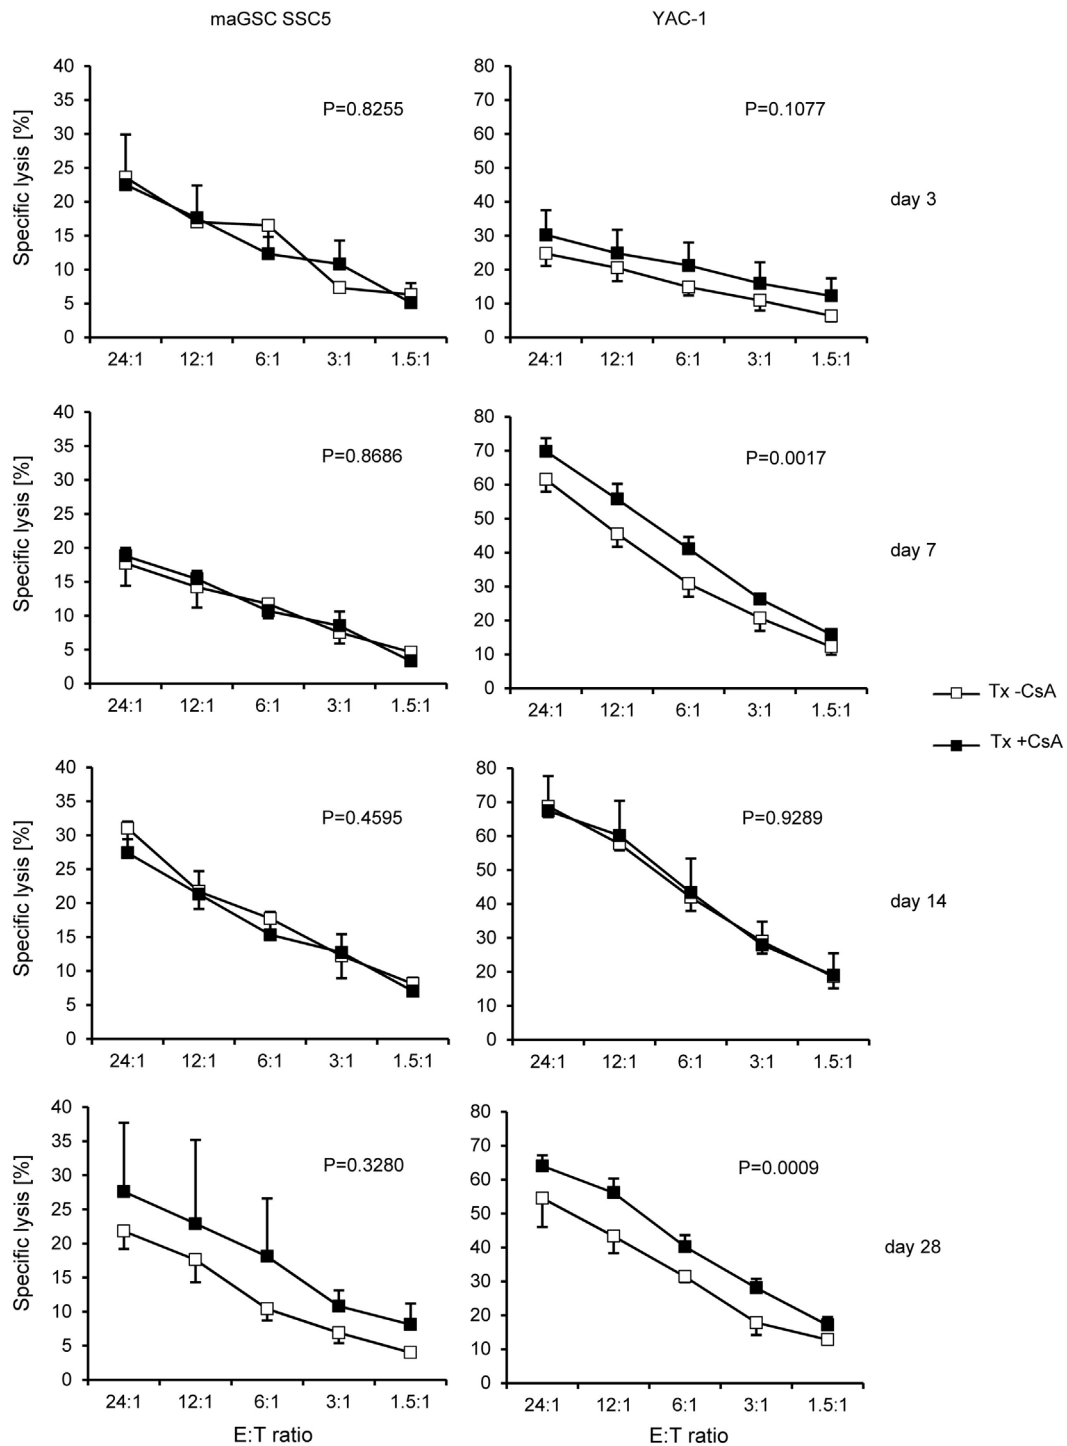 maGSC SSC5
YAC-1
40
35
30
25
20
15
10
5
0
Specific lysis [%]
P=0.8255
24:1 12:1 6:1 3:1 1.5:1
80
70
60
50
40
30
20
10
0
P=0.1077
24:1 12:1 6:1 3:1 1.5:1
day 3
40
35
30
25
20
15
10
5
0
Specific lysis [%]
P=0.8686
24:1 12:1 6:1 3:1 1.5:1
80
70
60
50
40
30
20
10
0
P=0.0017
24:1 12:1 6:1 3:1 1.5:1
day 7
Tx -CsA
Tx +CsA
40
35
30
25
20
15
10
5
0
Specific lysis [%]
P=0.4595
24:1 12:1 6:1 3:1 1.5:1
80
70
60
50
40
30
20
10
0
P=0.9289
24:1 12:1 6:1 3:1 1.5:1
day 14
40
35
30
25
20
15
10
5
0
Specific lysis [%]
P=0.3280
24:1 12:1 6:1 3:1 1.5:1
E:T ratio
80
70
60
50
40
30
20
10
0
P=0.0009
24:1 12:1 6:1 3:1 1.5:1
E:T ratio
day 28